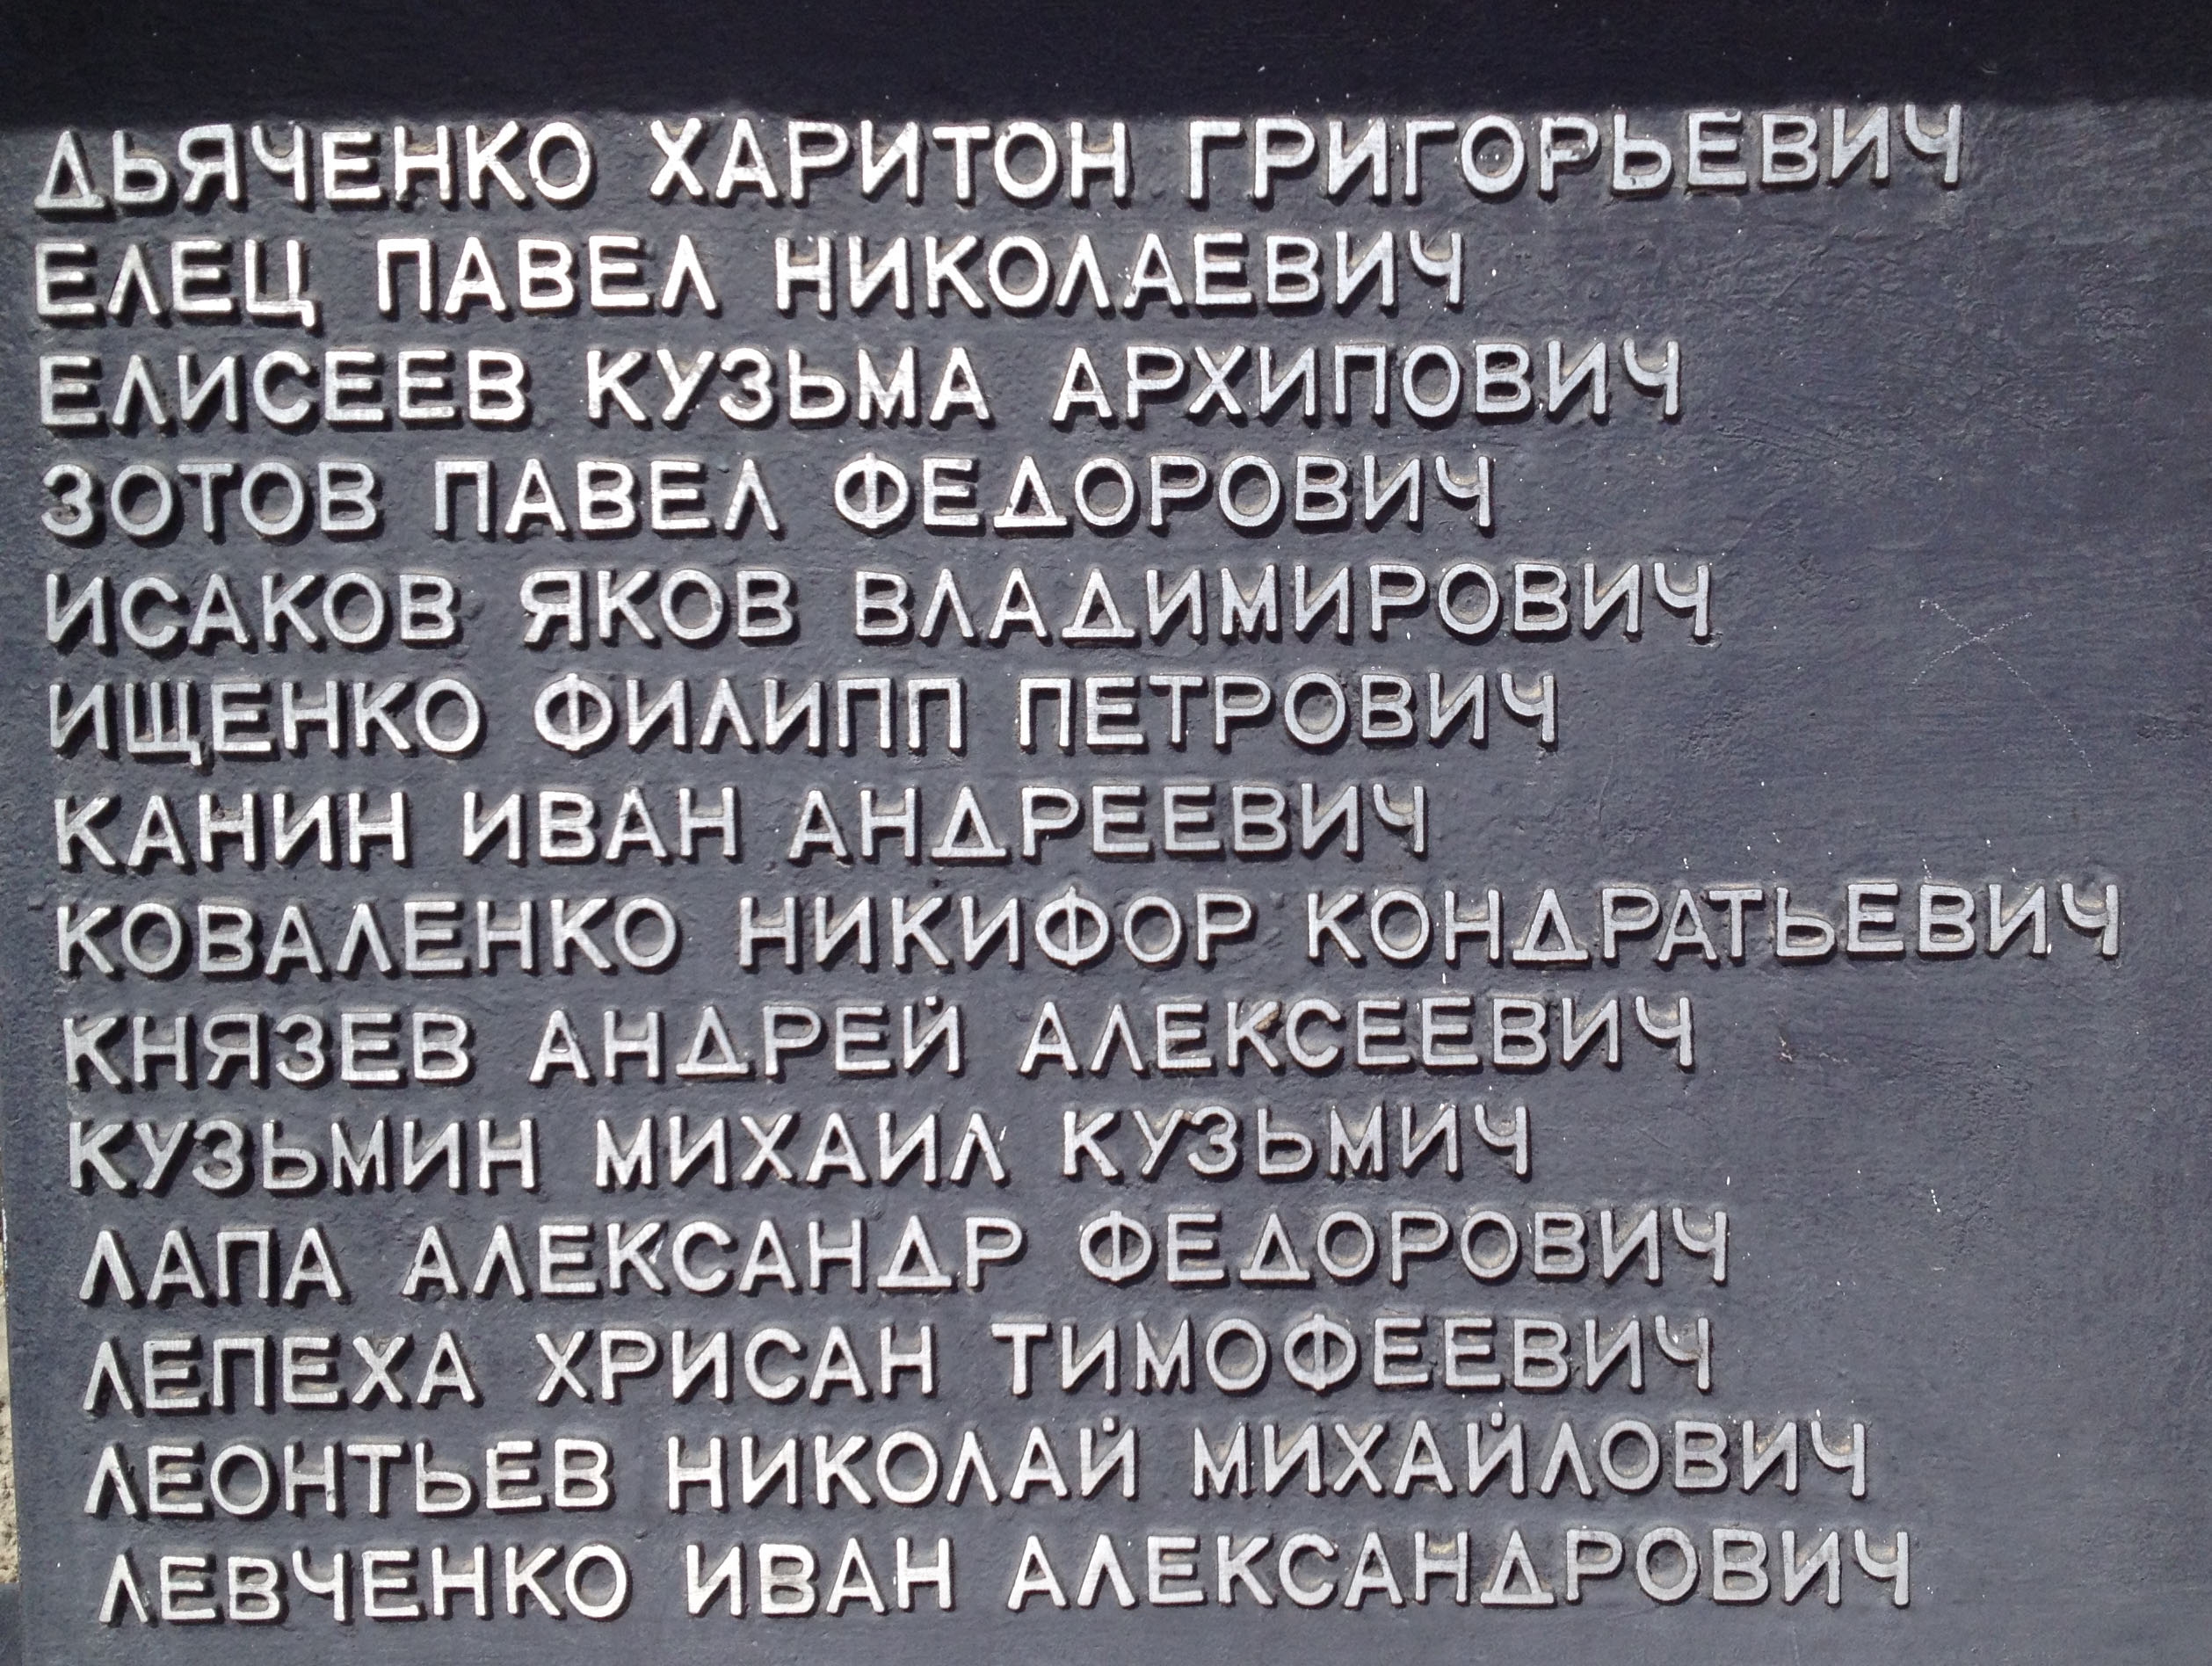 ДЬЯЧЕНКО ХАРИТОН ГРИГОРЬЕВИЧ
ЕЛЕЦ ПАВЕЛ НИКОЛАЕВИЧ
ЕЛИСЕЕВ КУЗЬМА АРХИПОВИЧ
ЗОТОВ ПАВЕЛ ФЕДОРОВИЧ
ИСАКОВ ЯКОВ ВЛАДИМИРОВИЧ
ИЩЕНКО ФИЛИПП ПЕТРОВИЧ
КАНИН ИВАН АНДРЕЕВИЧ
КОВАЛЕНКО НИКИФОР КОНДРАТЬЕВИЧ
КНЯЗЕВ АНДРЕЙ АЛЕКСЕЕВИЧ
КУЗЬМИН МИХАИЛ КУЗЬМИЧ
ЛАПА АЛЕКСАНДР ФЕДОРОВИЧ
ЛЕПЕХА ХРИСАН ТИМОФЕЕВИЧ
ЛЕОНТЬЕВ НИКОЛАЙ МИХАЙЛОВИЧ
ЛЕВЧЕНКО ИВАН АЛЕКСАНДРОВИЧ